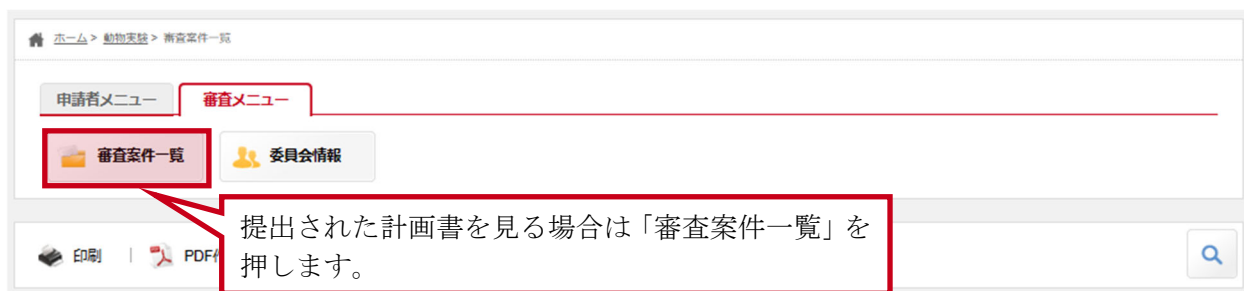 ホーム > 動物実験 > 審査案件一覧
申請者メニュー 審査メニュー
審査案件一覧 委員会情報
提出された計画書を見る場合は「審査案件一覧」を
押します。
印刷 | PDF